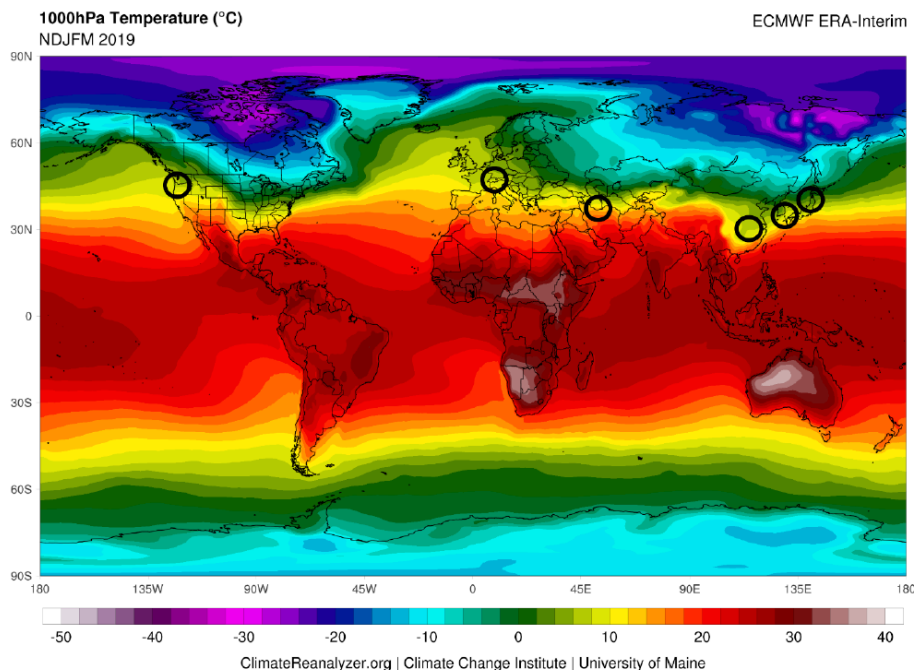 1000hPa Temperature (°C)
ECMWF ERA-Interim
NDJFM 2019
90N
60N
30N
0
30S
60S
90S
180
135W
90W
45W
0
45E
90E
135E
180
-50
-40
-30
-20
-10
0
10
20
30
40
ClimateReanalyzer.org | Climate Change Institute | University of Maine